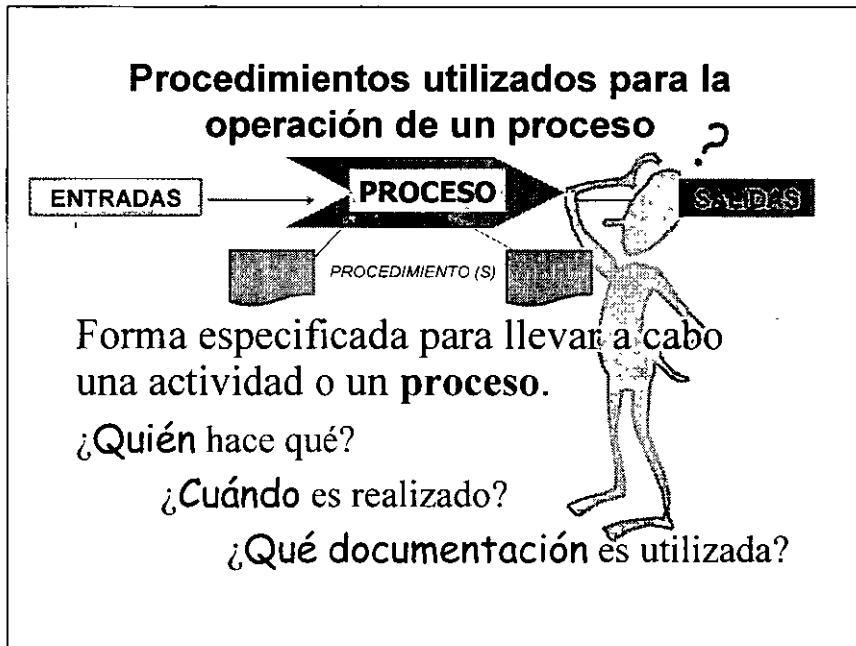 Procedimientos utilizados para la
operación de un proceso
?
ENTRADAS
PROCESO
SALIDAS
PROCEDIMIENTO (S)
Forma especificada para llevar a cabo
una actividad o un proceso.
¿Quién hace qué?
¿Cuándo es realizado?
¿Qué documentación es utilizada?